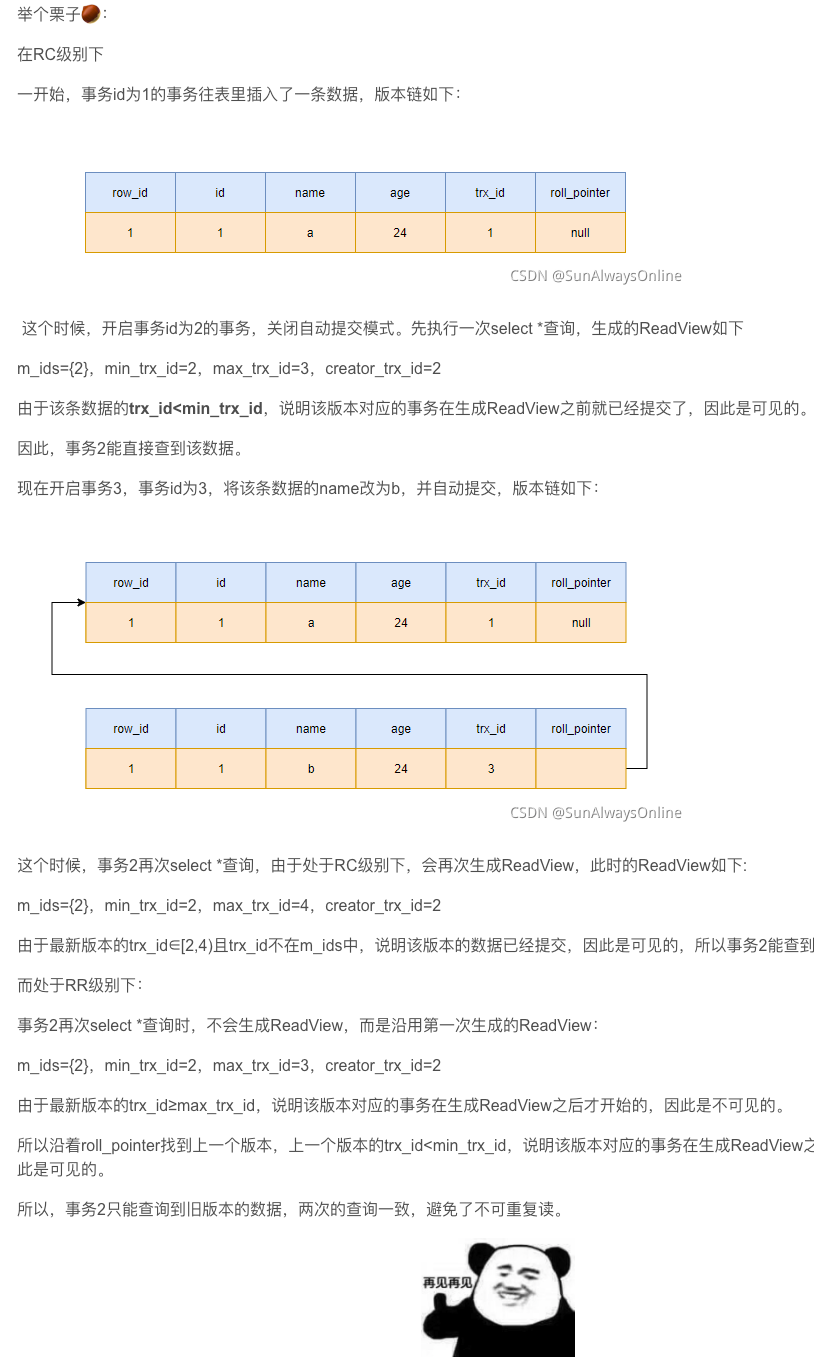 举个栗子🌰：
在RC级别下
一开始，事务id为1的事务往表里插入了一条数据，版本链如下：
row_id id name age trx_id roll_pointer
1 1 a 24 1 null
CSDN @SunAlwaysOnline
这个时候，开启事务id为2的事务，关闭自动提交模式。先执行一次select *查询，生成的ReadView如下
m_ids={2}，min_trx_id=2，max_trx_id=3，creator_trx_id=2
由于该条数据的trx_id<min_trx_id，说明该版本对应的事务在生成ReadView之前就已经提交了，因此是可见的。
因此，事务2能直接查到该数据。
现在开启事务3，事务id为3，将该条数据的name改为b，并自动提交，版本链如下：
row_id id name age trx_id roll_pointer
1 1 a 24 1 null
row_id id name age trx_id roll_pointer
1 1 b 24 3
CSDN @SunAlwaysOnline
这个时候，事务2再次select *查询，由于处于RC级别下，会再次生成ReadView，此时的ReadView如下:
m_ids={2}，min_trx_id=2，max_trx_id=4，creator_trx_id=2
由于最新版本的trx_id∈[2,4)且trx_id不在m_ids中，说明该版本的数据已经提交，因此是可见的，所以事务2能查到
而处于RR级别下：
事务2再次select *查询时，不会生成ReadView，而是沿用第一次生成的ReadView：
m_ids={2}，min_trx_id=2，max_trx_id=3，creator_trx_id=2
由于最新版本的trx_id≥max_trx_id，说明该版本对应的事务在生成ReadView之后才开始的，因此是不可见的。
所以沿着roll_pointer找到上一个版本，上一个版本的trx_id<min_trx_id，说明该版本对应的事务在生成ReadView之
此是可见的。
所以，事务2只能查询到旧版本的数据，两次的查询一致，避免了不可重复读。
再见再见